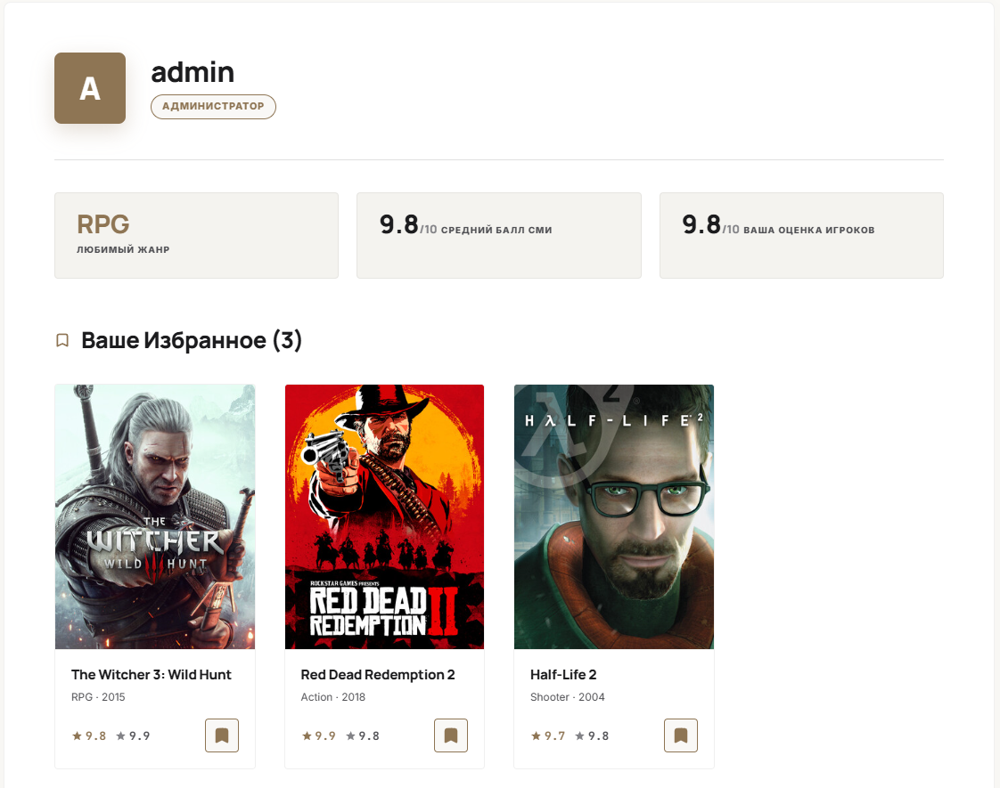 A
admin
АДМИНИСТРАТОР
RPG
ЛЮБИМЫЙ ЖАНР
9.8/10 СРЕДНИЙ БАЛЛ СМИ
9.8/10 ВАША ОЦЕНКА ИГРОКОВ
Ваше Избранное (3)
THE
WITCHER
WILD HUNT
ROCKSTAR GAMES PRESENTS
RED DEAD
REDEMPTION II
HλLF-LIFE²
The Witcher 3: Wild Hunt
RPG · 2015
★ 9.8 ★ 9.9
Red Dead Redemption 2
Action · 2018
★ 9.9 ★ 9.8
Half-Life 2
Shooter · 2004
★ 9.7 ★ 9.8